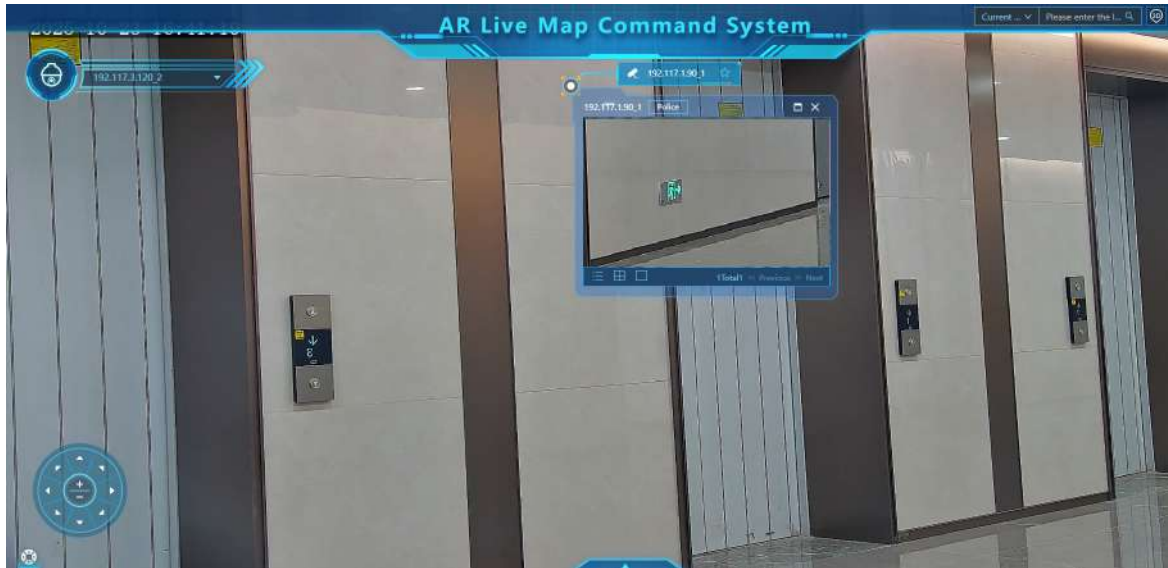 AR Live Map Command System
Current ...
Please enter the l...
3D
192.117.3.120_2
192.117.1.90_1
192.117.1.90_1
Police
1Total1
Previous
Next